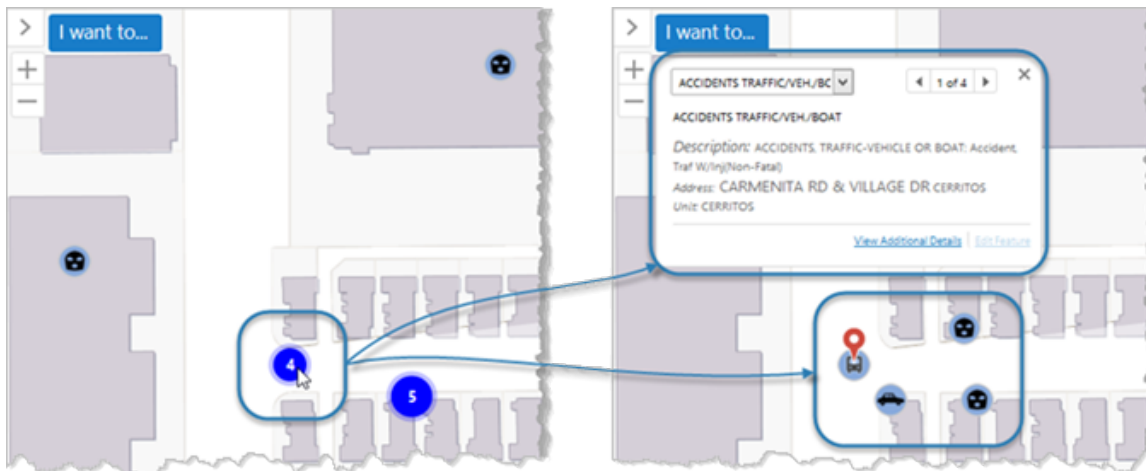 I want to...
4
5
I want to...
ACCIDENTS TRAFFIC/VEH./BC
1 of 4
ACCIDENTS TRAFFIC/VEH./BOAT
Description: ACCIDENTS, TRAFFIC-VEHICLE OR BOAT: Accident,
Traf W/Inj(Non-Fatal)
Address: CARMENITA RD & VILLAGE DR CERRITOS
Unit: CERRITOS
View Additional Details | Edit Feature